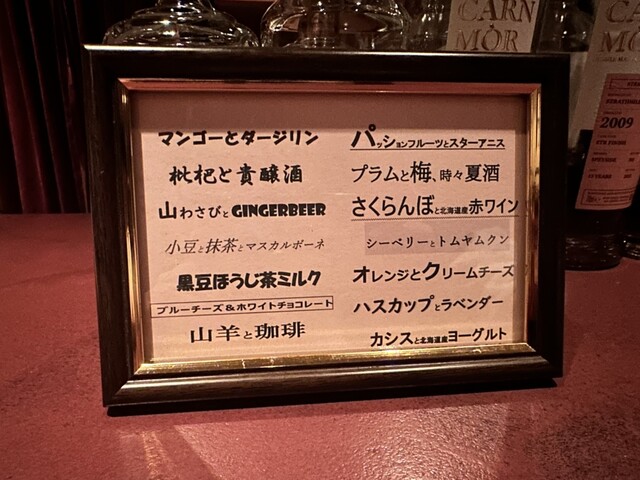 CARN
MÒR
マンゴーとダージリン
枇杷と貴醸酒
山わさびとGINGERBEER
小豆と抹茶とマスカルポーネ
黒豆ほうじ茶ミルク
ブルーチーズ&ホワイトチョコレート
山羊と珈琲
パッションフルーツとスターアニス
プラムと梅、時々夏酒
さくらんぼと北海道産赤ワイン
シーベリーとトムヤムクン
オレンジとクリームチーズ
ハスカップとラベンダー
カシスと北海道産ヨーグルト
2009